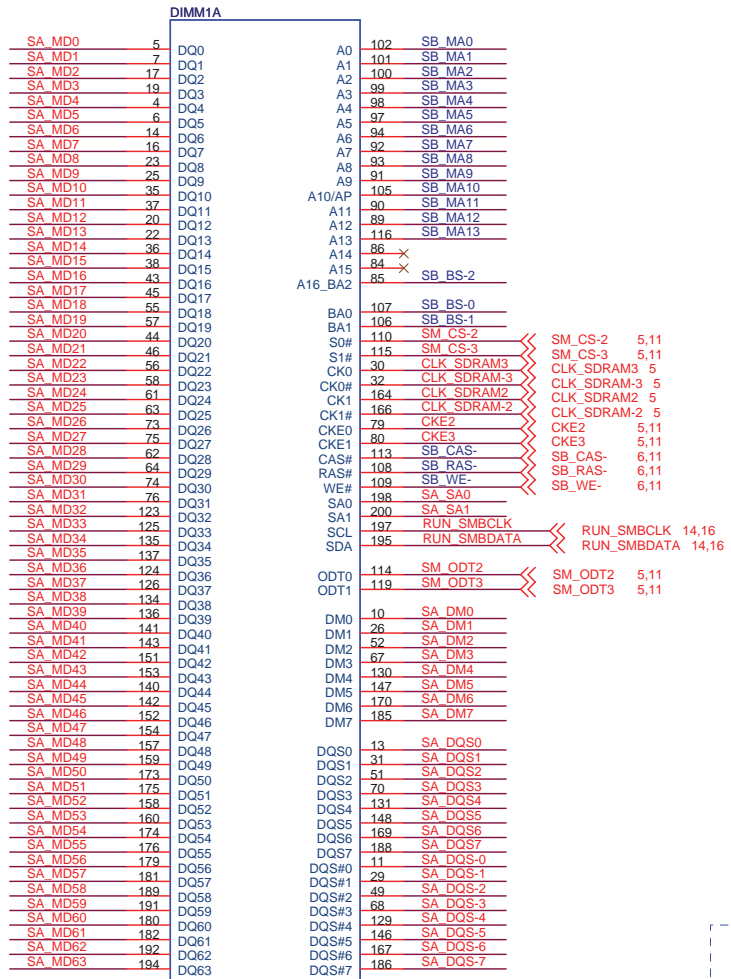 DIMM1A
SA_MD0 5 DQ0
SA_MD1 7 DQ1
SA_MD2 17 DQ2
SA_MD3 19 DQ3
SA_MD4 4 DQ4
SA_MD5 6 DQ5
SA_MD6 14 DQ6
SA_MD7 16 DQ7
SA_MD8 23 DQ8
SA_MD9 25 DQ9
SA_MD10 35 DQ10
SA_MD11 37 DQ11
SA_MD12 20 DQ12
SA_MD13 22 DQ13
SA_MD14 36 DQ14
SA_MD15 38 DQ15
SA_MD16 43 DQ16
SA_MD17 45 DQ17
SA_MD18 55 DQ18
SA_MD19 57 DQ19
SA_MD20 44 DQ20
SA_MD21 46 DQ21
SA_MD22 56 DQ22
SA_MD23 58 DQ23
SA_MD24 61 DQ24
SA_MD25 63 DQ25
SA_MD26 73 DQ26
SA_MD27 75 DQ27
SA_MD28 62 DQ28
SA_MD29 64 DQ29
SA_MD30 74 DQ30
SA_MD31 76 DQ31
SA_MD32 123 DQ32
SA_MD33 125 DQ33
SA_MD34 135 DQ34
SA_MD35 137 DQ35
SA_MD36 124 DQ36
SA_MD37 126 DQ37
SA_MD38 134 DQ38
SA_MD39 136 DQ39
SA_MD40 141 DQ40
SA_MD41 143 DQ41
SA_MD42 151 DQ42
SA_MD43 153 DQ43
SA_MD44 140 DQ44
SA_MD45 142 DQ45
SA_MD46 152 DQ46
SA_MD47 154 DQ47
SA_MD48 157 DQ48
SA_MD49 159 DQ49
SA_MD50 173 DQ50
SA_MD51 175 DQ51
SA_MD52 158 DQ52
SA_MD53 160 DQ53
SA_MD54 174 DQ54
SA_MD55 176 DQ55
SA_MD56 179 DQ56
SA_MD57 181 DQ57
SA_MD58 189 DQ58
SA_MD59 191 DQ59
SA_MD60 180 DQ60
SA_MD61 182 DQ61
SA_MD62 192 DQ62
SA_MD63 194 DQ63
A0 102 SB_MA0
A1 101 SB_MA1
A2 100 SB_MA2
A3 99 SB_MA3
A4 98 SB_MA4
A5 97 SB_MA5
A6 94 SB_MA6
A7 92 SB_MA7
A8 93 SB_MA8
A9 91 SB_MA9
A10/AP 105 SB_MA10
A11 90 SB_MA11
A12 89 SB_MA12
A13 116 SB_MA13
A14 86
A15 84
A16_BA2 85 SB_BS-2
BA0 107 SB_BS-0
BA1 106 SB_BS-1
S0# 110 SM_CS-2 SM_CS-2 5,11
S1# 115 SM_CS-3 SM_CS-3 5,11
CK0 30 CLK_SDRAM3 CLK_SDRAM3 5
CK0# 32 CLK_SDRAM-3 CLK_SDRAM-3 5
CK1 164 CLK_SDRAM2 CLK_SDRAM2 5
CK1# 166 CLK_SDRAM-2 CLK_SDRAM-2 5
CKE0 79 CKE2 CKE2 5,11
CKE1 80 CKE3 CKE3 5,11
CAS# 113 SB_CAS- SB_CAS- 6,11
RAS# 108 SB_RAS- SB_RAS- 6,11
WE# 109 SB_WE- SB_WE- 6,11
SA0 198 SA_SA0
SA1 200 SA_SA1
SCL 197 RUN_SMBCLK RUN_SMBCLK 14,16
SDA 195 RUN_SMBDATA RUN_SMBDATA 14,16
ODT0 114 SM_ODT2 SM_ODT2 5,11
ODT1 119 SM_ODT3 SM_ODT3 5,11
DM0 10 SA_DM0
DM1 26 SA_DM1
DM2 52 SA_DM2
DM3 67 SA_DM3
DM4 130 SA_DM4
DM5 147 SA_DM5
DM6 170 SA_DM6
DM7 185 SA_DM7
DQS0 13 SA_DQS0
DQS1 31 SA_DQS1
DQS2 51 SA_DQS2
DQS3 70 SA_DQS3
DQS4 131 SA_DQS4
DQS5 148 SA_DQS5
DQS6 169 SA_DQS6
DQS7 188 SA_DQS7
DQS#0 11 SA_DQS-0
DQS#1 29 SA_DQS-1
DQS#2 49 SA_DQS-2
DQS#3 68 SA_DQS-3
DQS#4 129 SA_DQS-4
DQS#5 146 SA_DQS-5
DQS#6 167 SA_DQS-6
DQS#7 186 SA_DQS-7